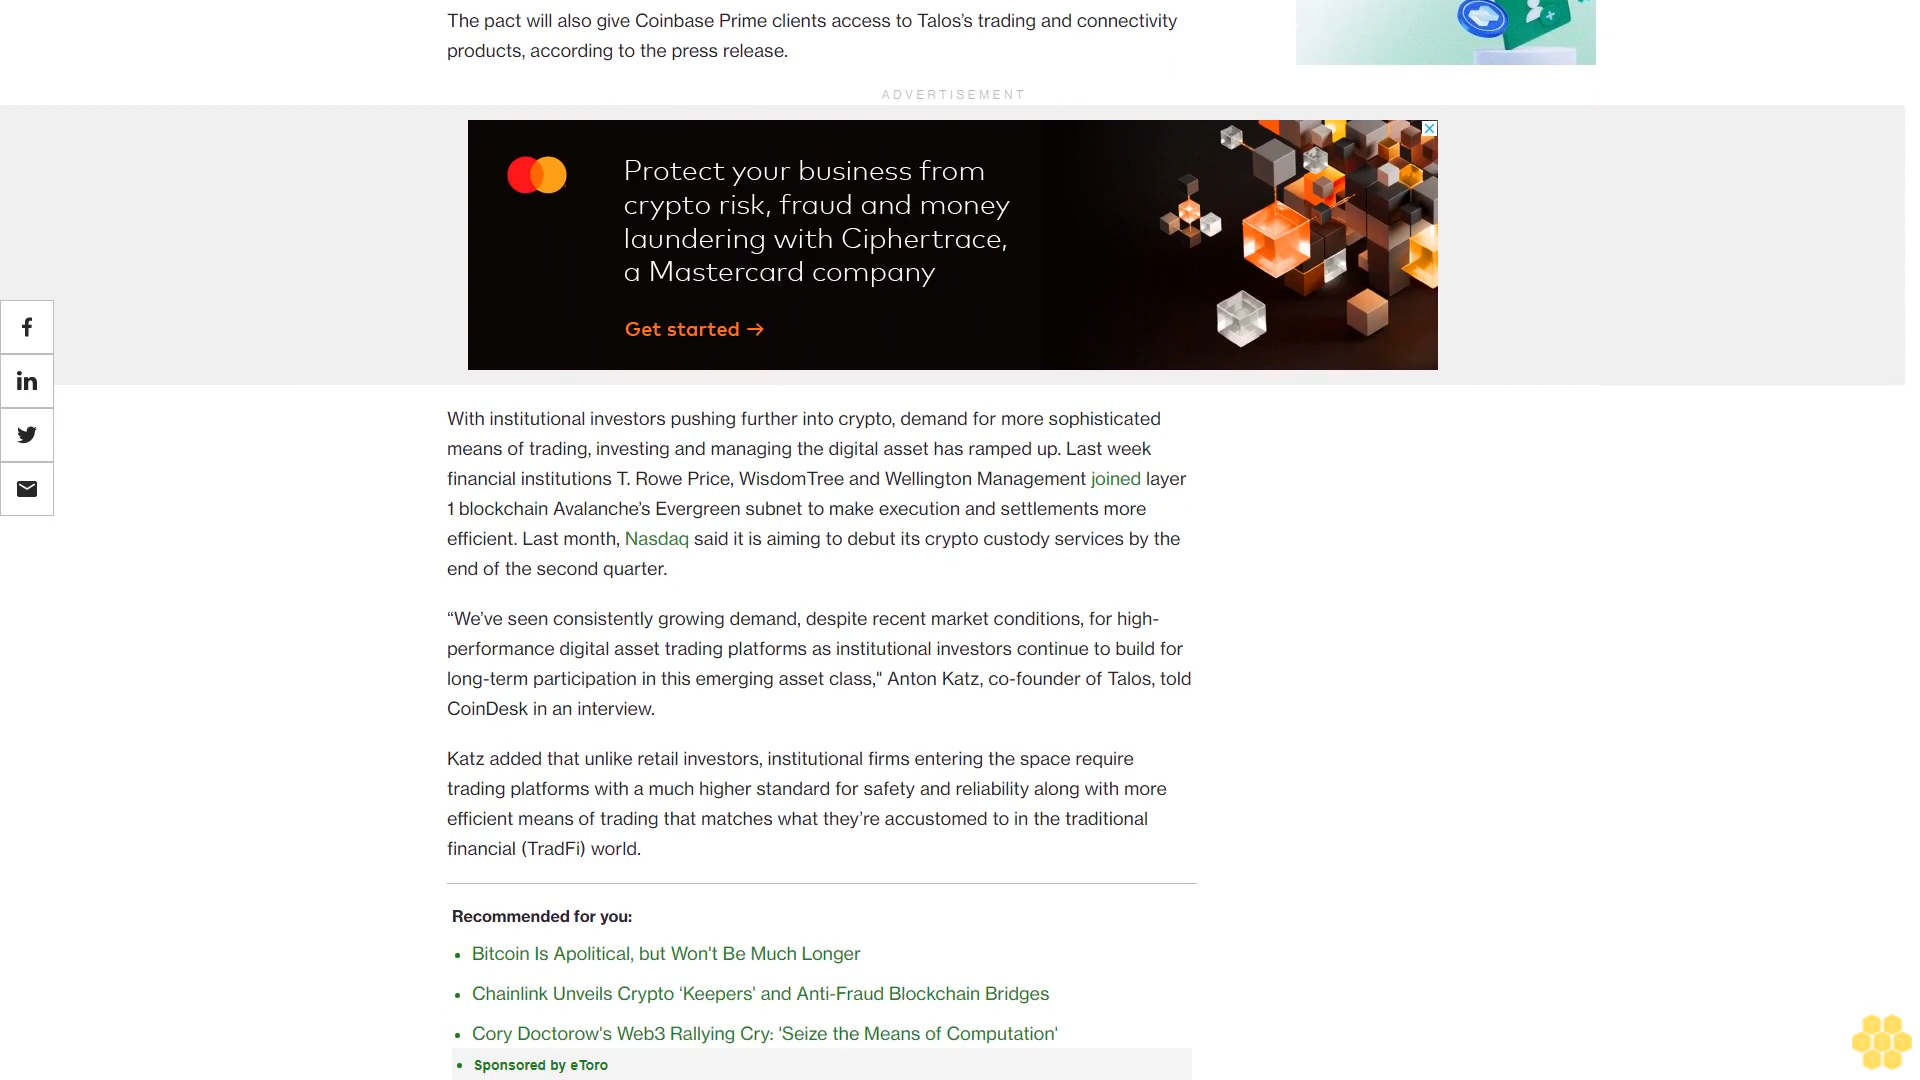 The pact will also give Coinbase Prime clients access to Talos’s trading and connectivity
products, according to the press release.
ADVERTISEMENT
Protect your business from
crypto risk, fraud and money
laundering with Ciphertrace,
a Mastercard company
Get started →
With institutional investors pushing further into crypto, demand for more sophisticated
means of trading, investing and managing the digital asset has ramped up. Last week
financial institutions T. Rowe Price, WisdomTree and Wellington Management joined layer
1 blockchain Avalanche’s Evergreen subnet to make execution and settlements more
efficient. Last month, Nasdaq said it is aiming to debut its crypto custody services by the
end of the second quarter.
“We’ve seen consistently growing demand, despite recent market conditions, for high-
performance digital asset trading platforms as institutional investors continue to build for
long-term participation in this emerging asset class," Anton Katz, co-founder of Talos, told
CoinDesk in an interview.
Katz added that unlike retail investors, institutional firms entering the space require
trading platforms with a much higher standard for safety and reliability along with more
efficient means of trading that matches what they’re accustomed to in the traditional
financial (TradFi) world.
Recommended for you:
• Bitcoin Is Apolitical, but Won't Be Much Longer
• Chainlink Unveils Crypto ‘Keepers’ and Anti-Fraud Blockchain Bridges
• Cory Doctorow's Web3 Rallying Cry: 'Seize the Means of Computation'
• Sponsored by eToro